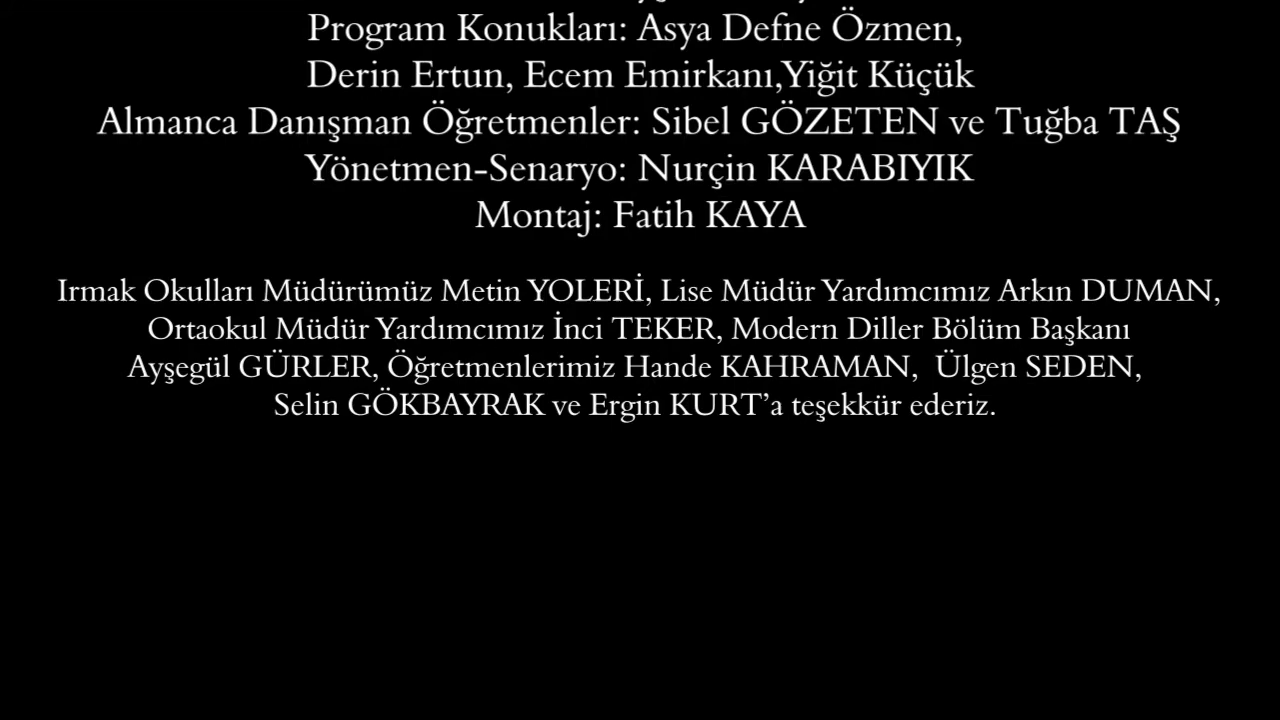 Program Konukları: Asya Defne Özmen,
Derin Ertun, Ecem Emirkanı,Yiğit Küçük
Almanca Danışman Öğretmenler: Sibel GÖZETEN ve Tuğba TAŞ
Yönetmen-Senaryo: Nurçin KARABIYIK
Montaj: Fatih KAYA
Irmak Okulları Müdürümüz Metin YOLERİ, Lise Müdür Yardımcımız Arkın DUMAN,
Ortaokul Müdür Yardımcımız İnci TEKER, Modern Diller Bölüm Başkanı
Ayşegül GÜRLER, Öğretmenlerimiz Hande KAHRAMAN,  Ülgen SEDEN,
Selin GÖKBAYRAK ve Ergin KURT’a teşekkür ederiz.